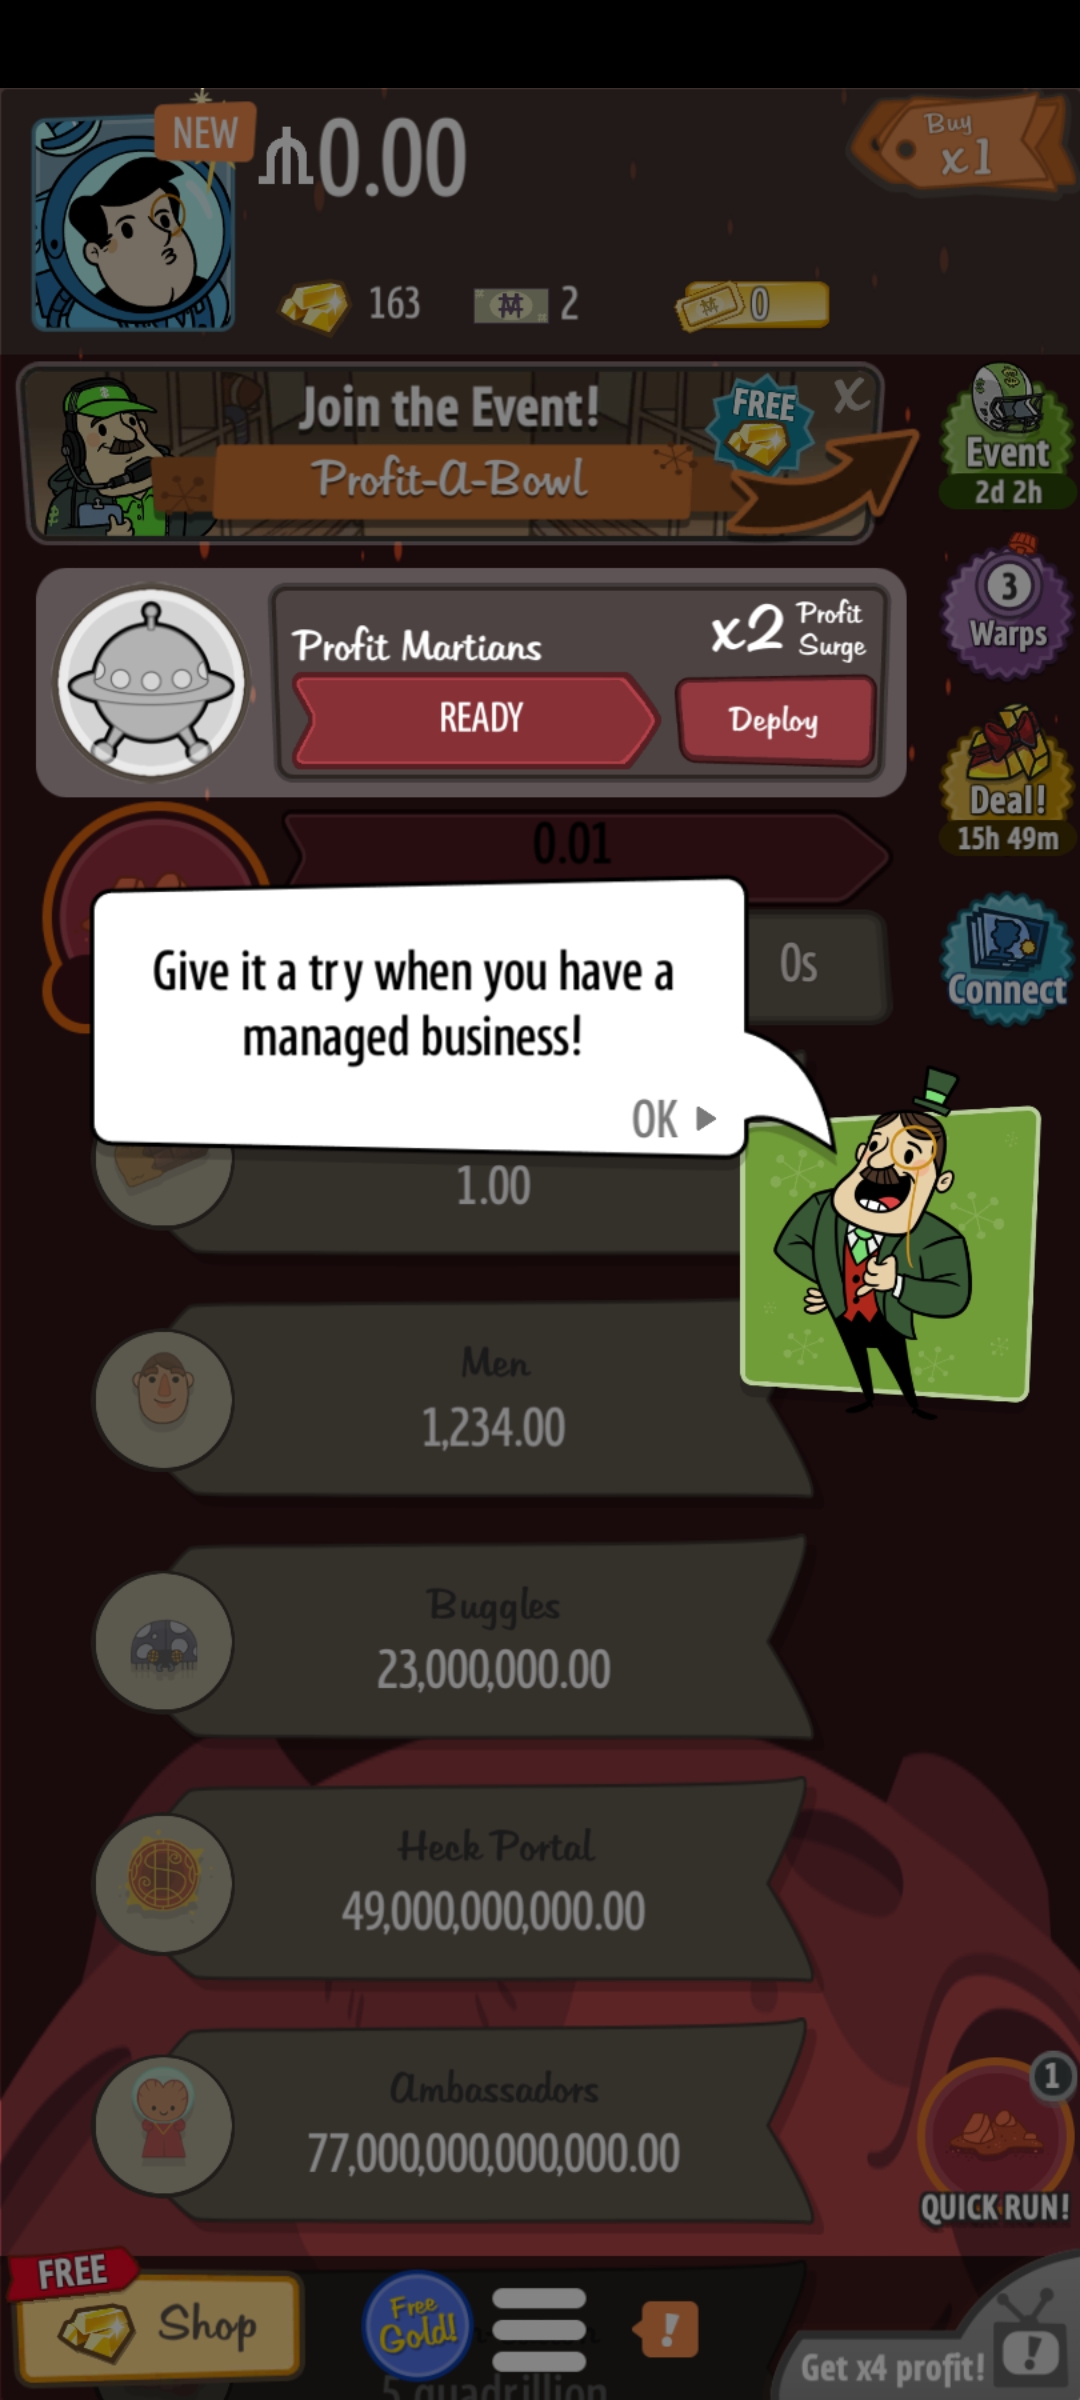 NEW
0.00
Buy
x1
163
2
0
Join the Event!
Profit-A-Bowl
FREE
X
Event
2d 2h
3
Warps
Profit Martians
x2 Profit
Surge
READY
Deploy
Deal!
15h 49m
0.01
0s
Connect
Give it a try when you have a
managed business!
OK
1.00
Men
1,234.00
Buggles
23,000,000.00
Heck Portal
49,000,000,000.00
Ambassadors
77,000,000,000,000.00
1
QUICK RUN!
FREE
Shop
Free
Gold!
!
Get x4 profit!
!
5 quadrillion